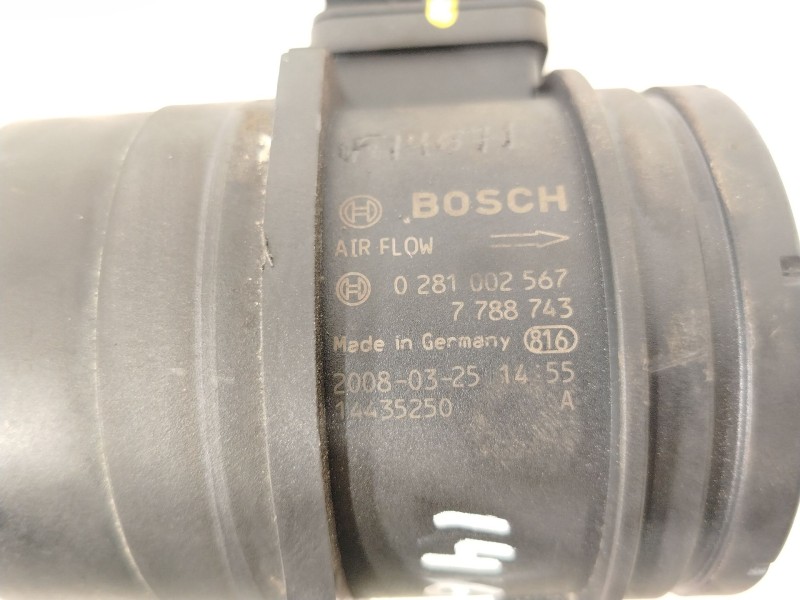 BOSCH
AIR FLOW
0 281 002 567
7 788 743
Made in Germany 816
2008-03-25 14:55
14435250 A